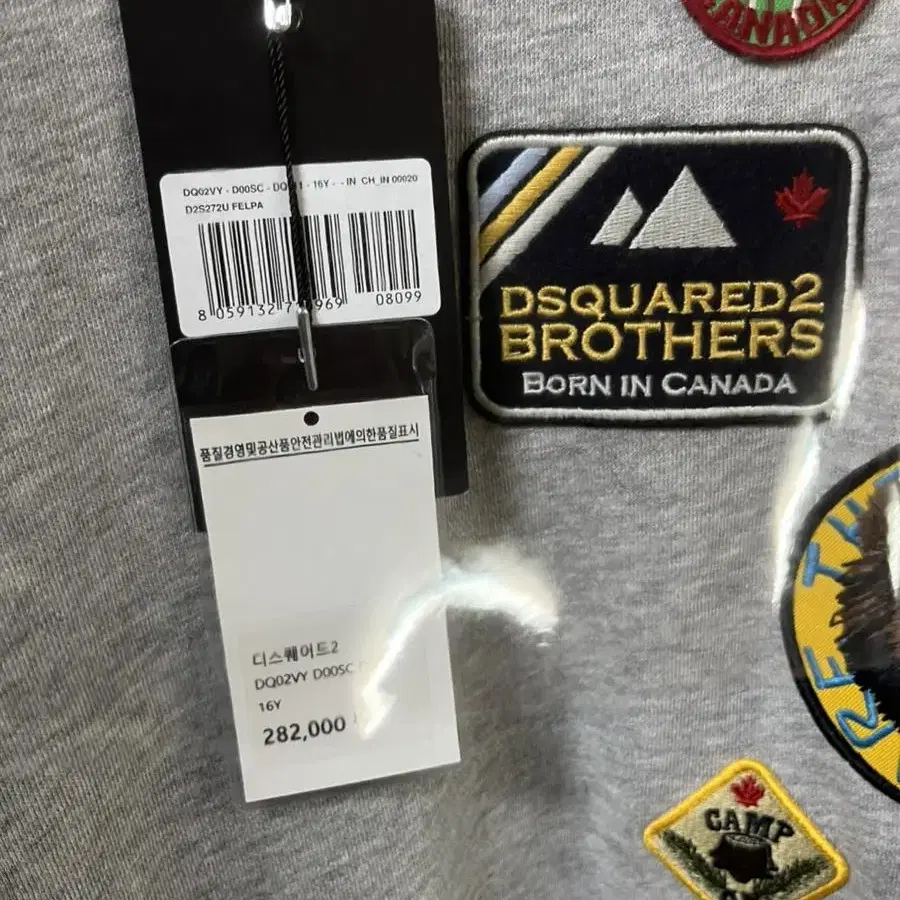 CANADA
DQ02VY - D00SC - 16Y - - IN CH_IN 00020
D2S272U FELPA
8 059132 969 08099
DSQUARED2
BROTHERS
BORN IN CANADA
품질경영및공산품안전관리법에의한품질표시
디스퀘어트2
DQ02VY D00SC
16Y
282,000
CAMP